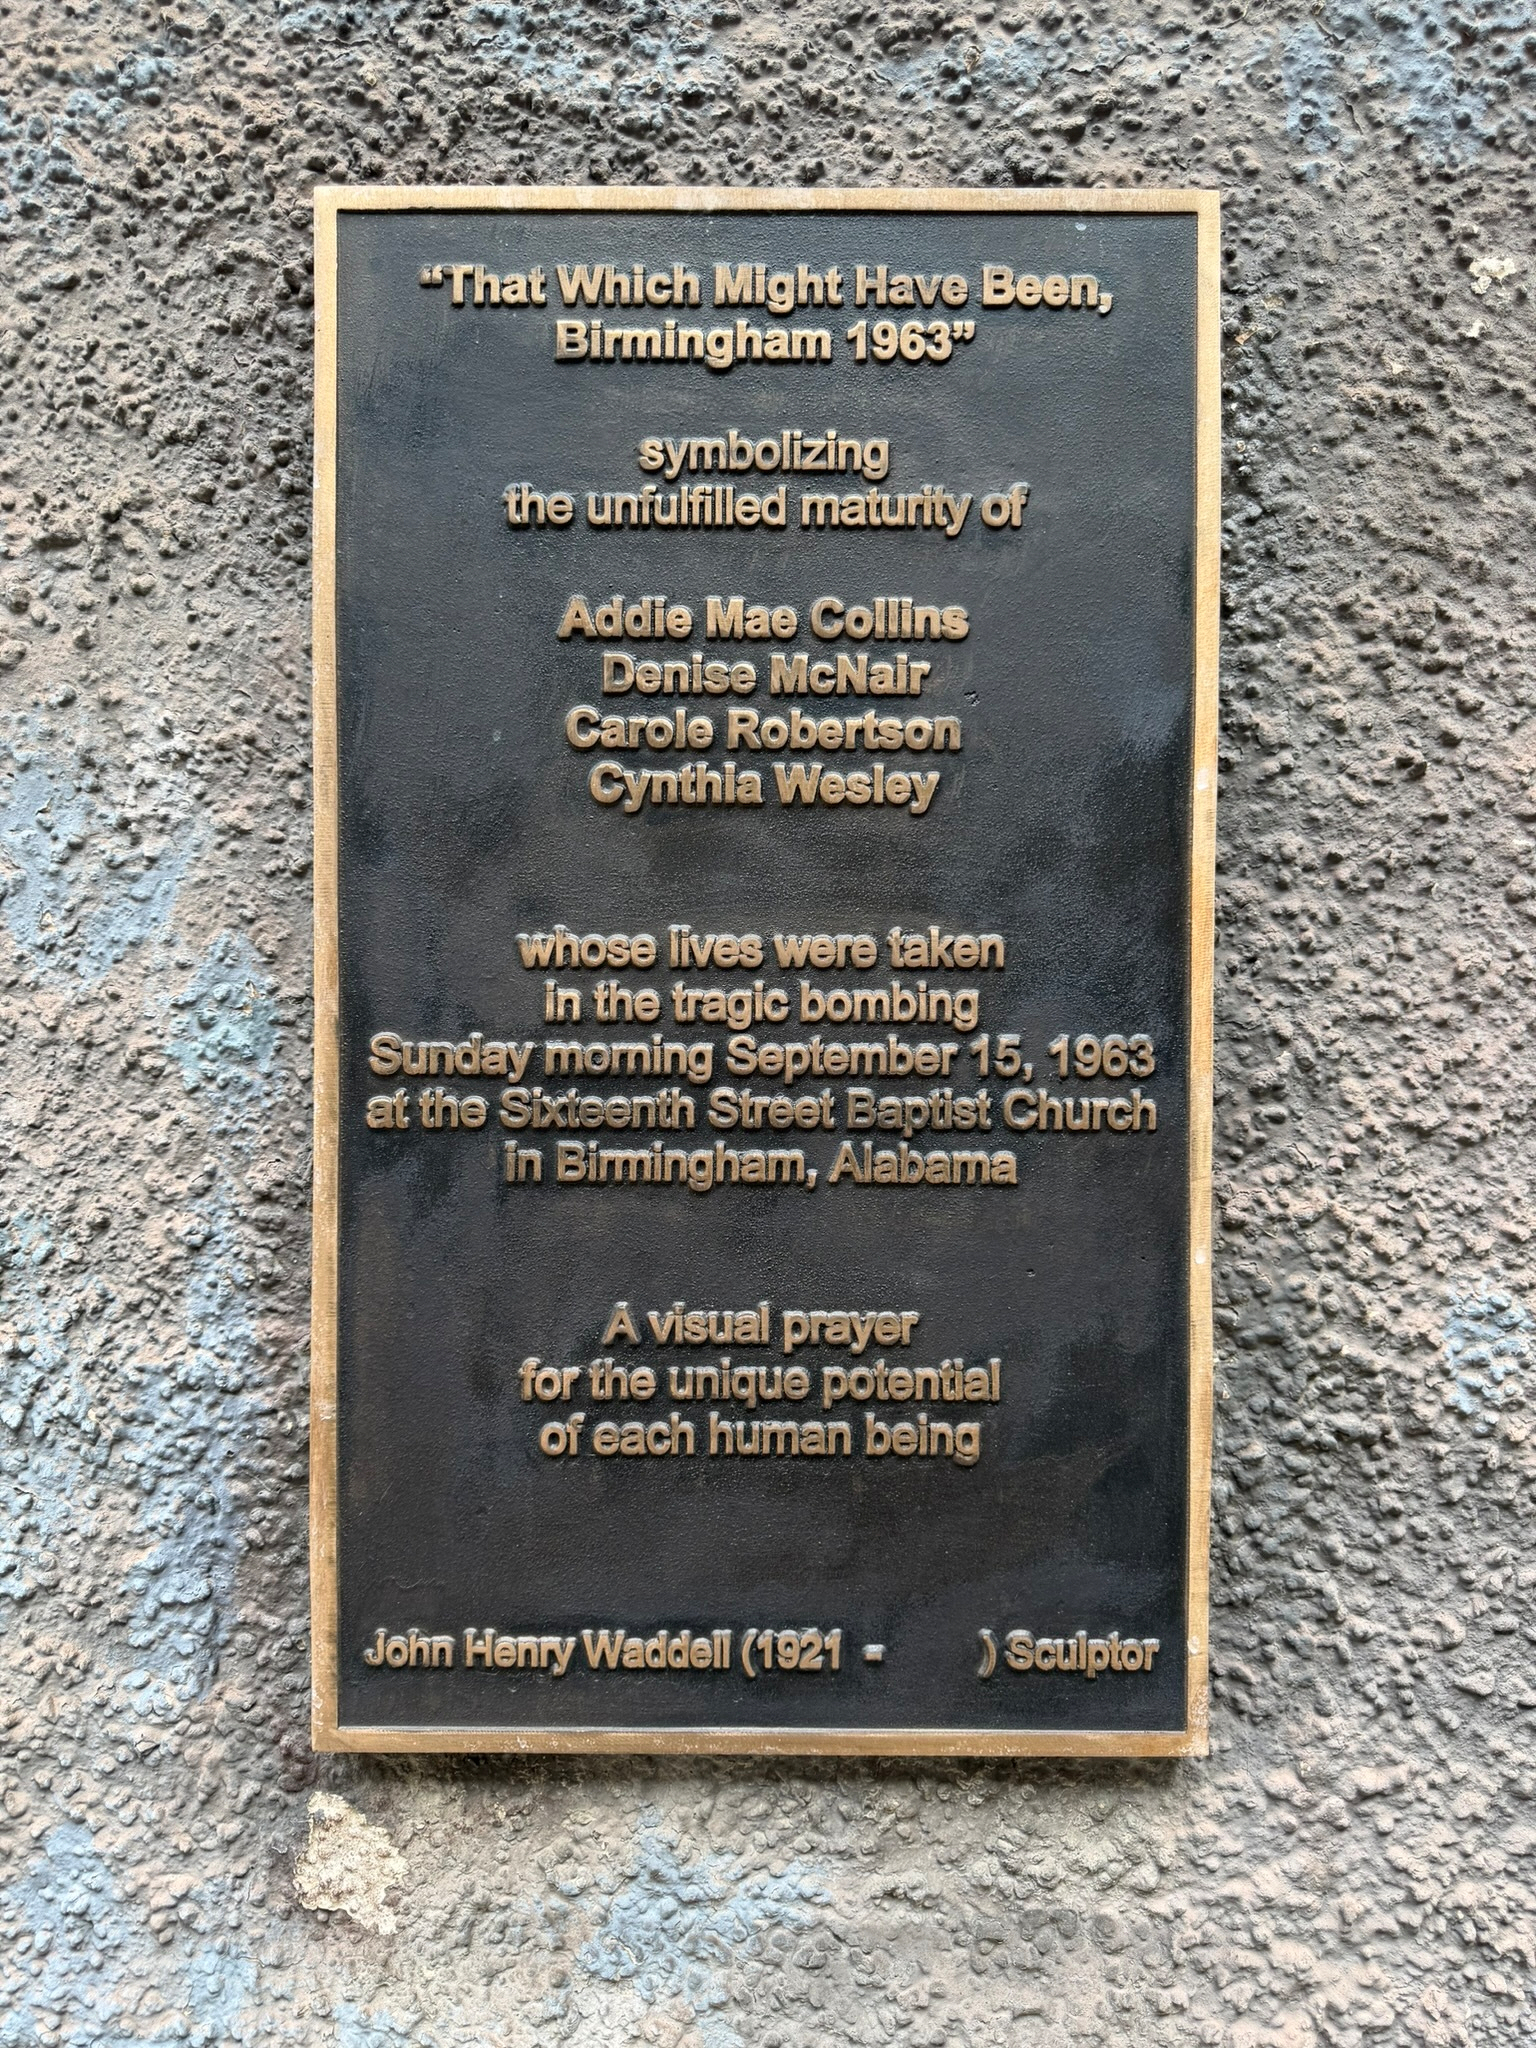 “That Which Might Have Been,
Birmingham 1963”
symbolizing
the unfulfilled maturity of
Addie Mae Collins
Denise McNair
Carole Robertson
Cynthia Wesley
whose lives were taken
in the tragic bombing
Sunday morning September 15, 1963
at the Sixteenth Street Baptist Church
in Birmingham, Alabama
A visual prayer
for the unique potential
of each human being
John Henry Waddell (1921 - ) Sculptor